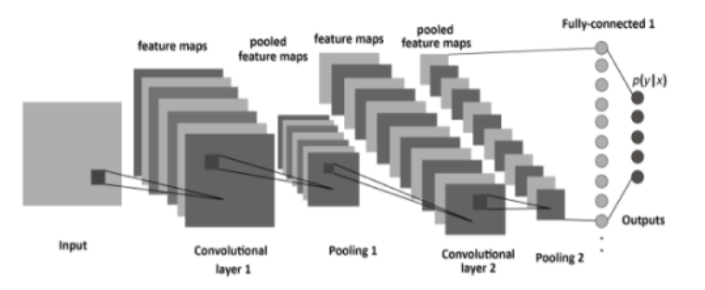 feature maps
pooled
feature maps
feature maps
pooled
feature maps
Fully-connected 1
p(y|x)
Input
Convolutional
layer 1
Pooling 1
Convolutional
layer 2
Pooling 2
Outputs